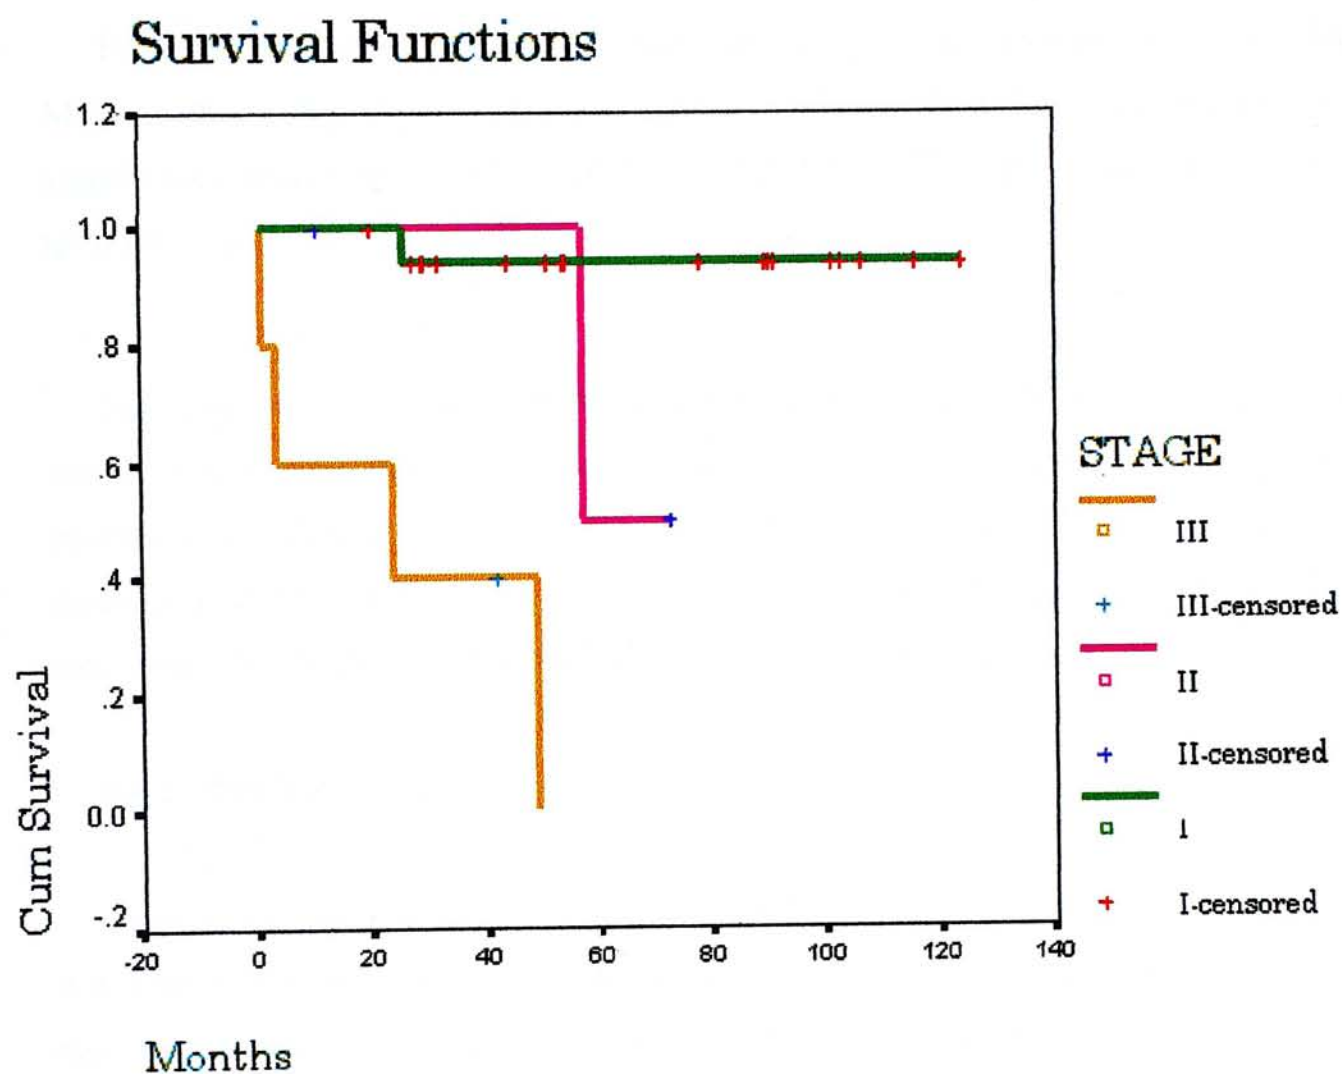 Survival Functions
1.2
1.0
.8
.6
.4
.2
0.0
-.2
Cum Survival
-20 0 20 40 60 80 100 120 140
Months
STAGE
III
III-censored
II
II-censored
I
I-censored